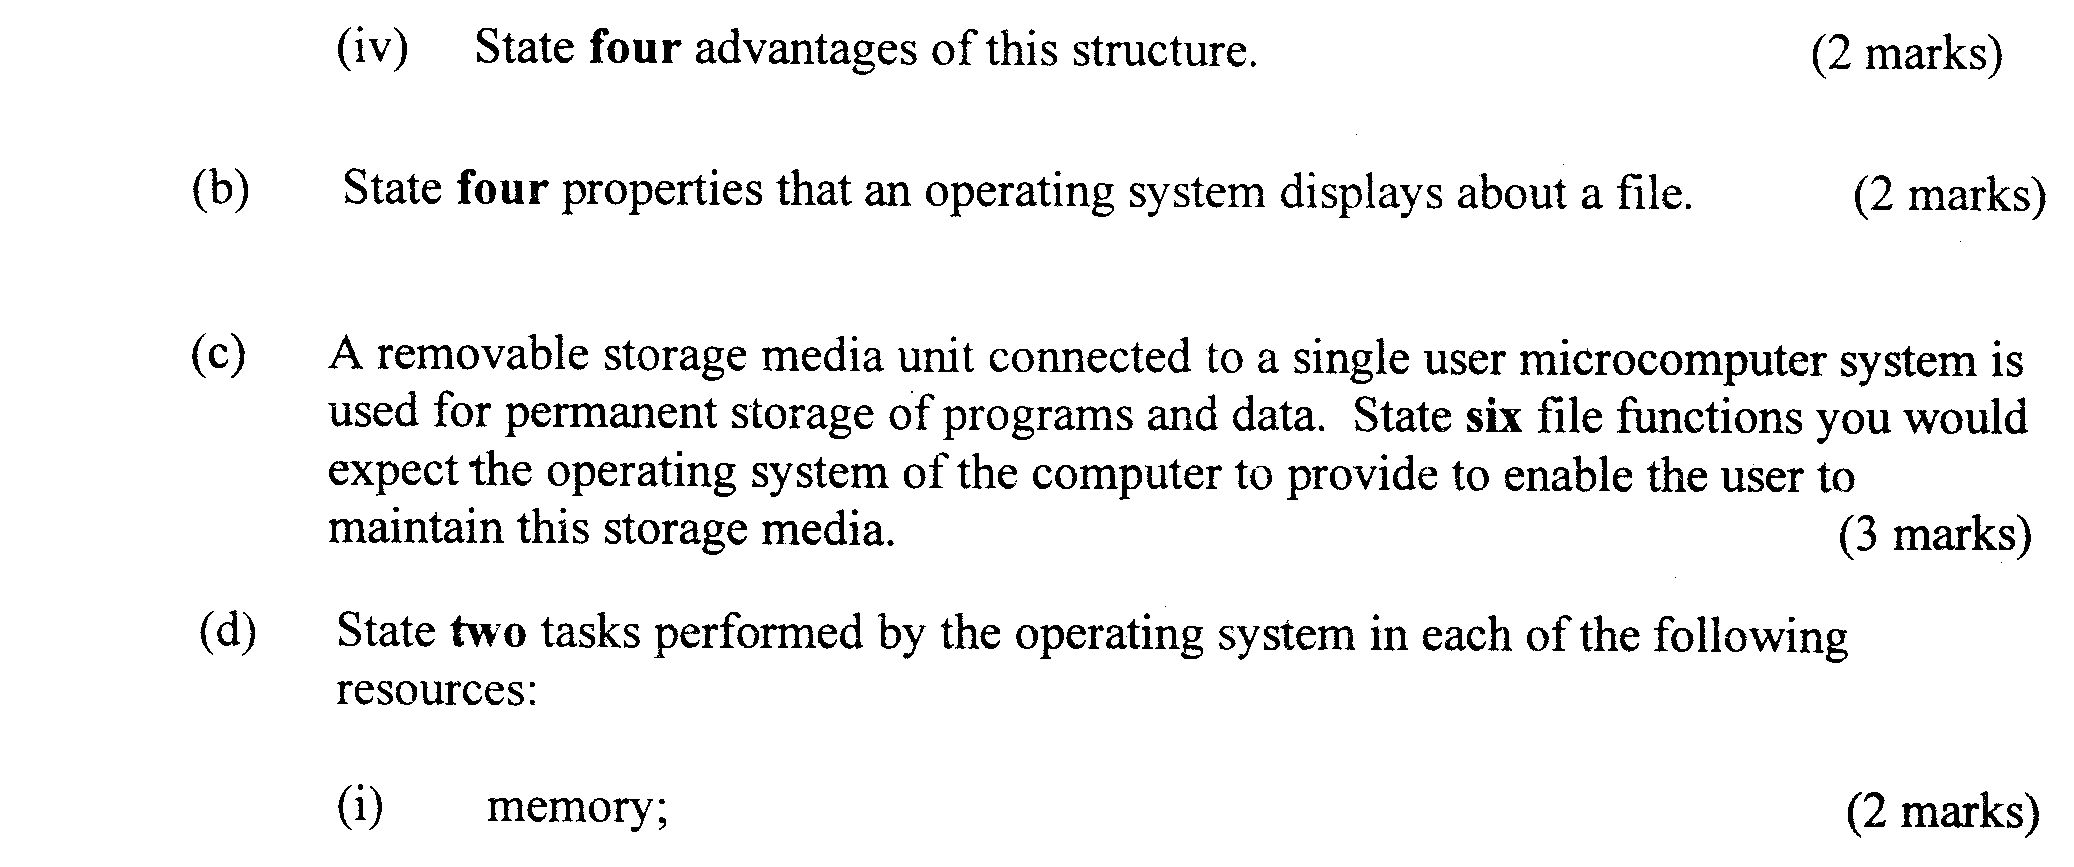 (iv) State four advantages of this structure. (2 marks)
(b) State four properties that an operating system displays about a file. (2 marks)
(c) A removable storage media unit connected to a single user microcomputer system is
used for permanent storage of programs and data. State six file functions you would
expect the operating system of the computer to provide to enable the user to
maintain this storage media. (3 marks)
(d) State two tasks performed by the operating system in each of the following
resources:
(i) memory; (2 marks)